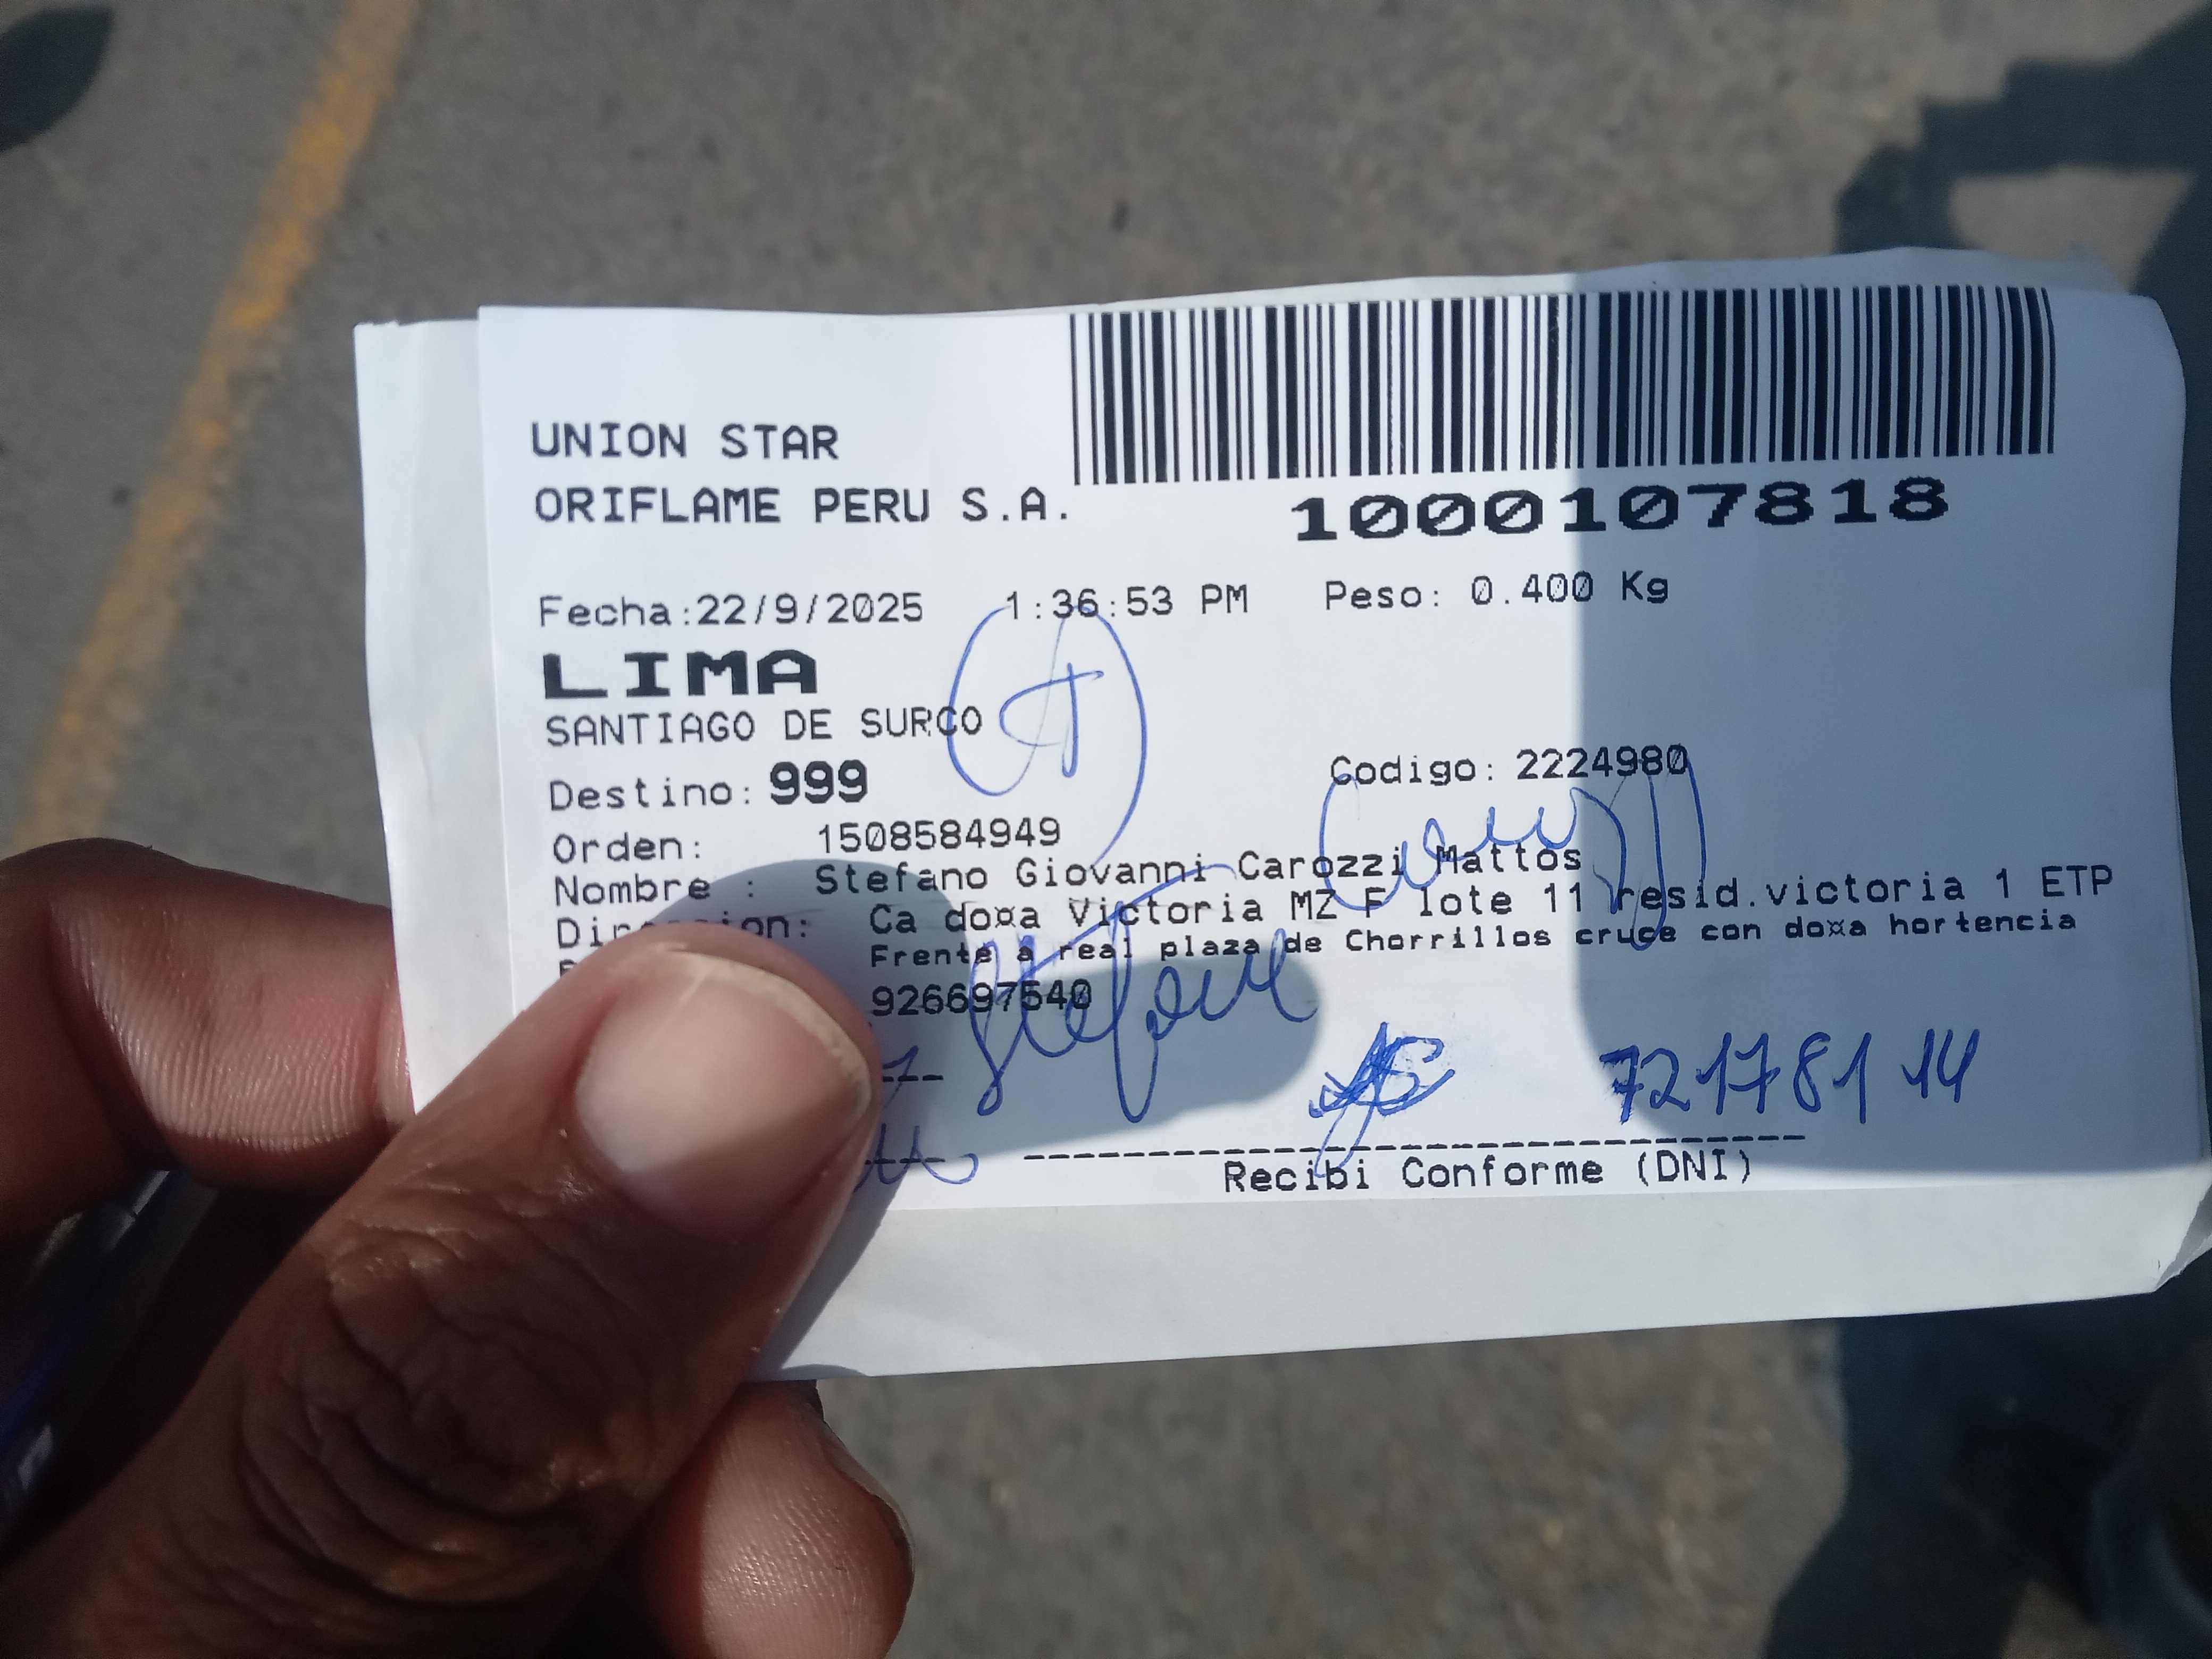 UNION STAR
ORIFLAME PERU S.A.
1000107818
Fecha:22/9/2025 1:36:53 PM Peso: 0.400 Kg
LIMA
SANTIAGO DE SURCO
Destino: 999 Codigo: 2224980
Orden: 1508584949
Nombre : Stefano Giovanni Carozzi Mattos
Ca doxa Victoria MZ F lote 11 resid.victoria 1 ETP
Frente a real plaza de Chorrillos cruce con doxa hortencia
926697540
72178114
Recibi Conforme (DNI)